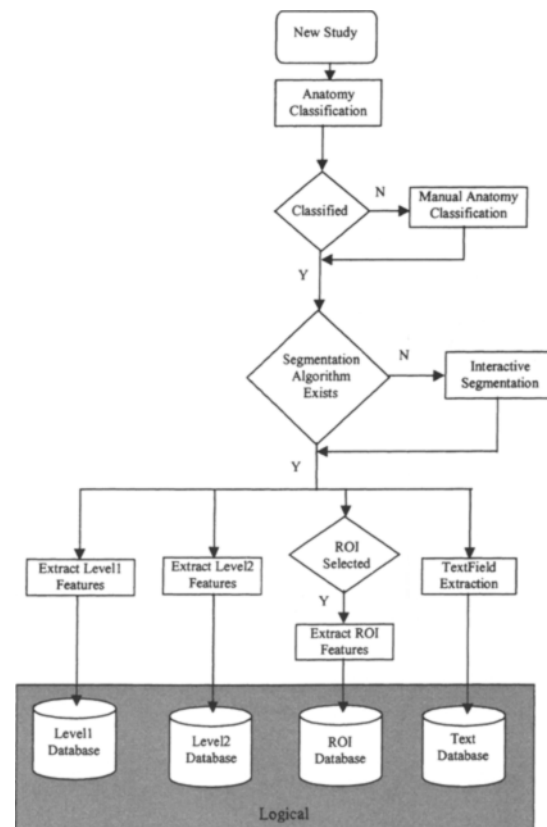 New Study
Anatomy
Classification
Classified
N
Manual Anatomy
Classification
Y
Segmentation
Algorithm
Exists
N
Interactive
Segmentation
Y
Extract Level1
Features
Extract Level2
Features
ROI
Selected
TextField
Extraction
Y
Extract ROI
Features
Level1
Database
Level2
Database
ROI
Database
Text
Database
Logical